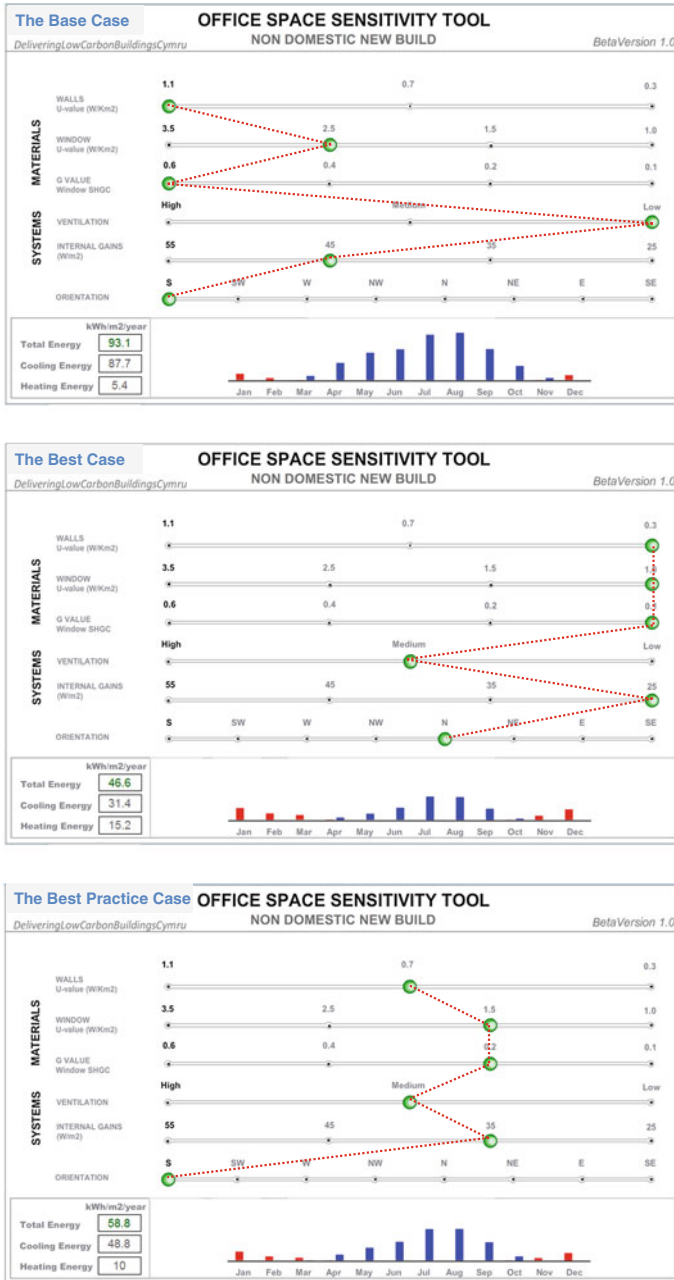 The Base Case
OFFICE SPACE SENSITIVITY TOOL
DeliveringLowCarbonBuildingsCymru
NON DOMESTIC NEW BUILD
BetaVersion 1.0
MATERIALS
SYSTEMS
1.1 0.7 0.3
WALLS
U-value (W/Km2)
3.5 2.5 1.5 1.0
WINDOW
U-value (W/Km2)
0.6 0.4 0.2 0.1
G VALUE
Window SHGC
High Medium Low
VENTILATION
55 45 35 25
INTERNAL GAINS
(W/m2)
S SW W NW N NE E SE
ORIENTATION
kWh/m2/year
Total Energy 93.1
Cooling Energy 87.7
Heating Energy 5.4
Jan Feb Mar Apr May Jun Jul Aug Sep Oct Nov Dec
The Best Case
OFFICE SPACE SENSITIVITY TOOL
DeliveringLowCarbonBuildingsCymru
NON DOMESTIC NEW BUILD
BetaVersion 1.0
MATERIALS
SYSTEMS
1.1 0.7 0.3
WALLS
U-value (W/Km2)
3.5 2.5 1.5
WINDOW
U-value (W/Km2)
0.6 0.4 0.2
G VALUE
Window SHGC
High Medium Low
VENTILATION
55 45 35 25
INTERNAL GAINS
(W/m2)
S SW W NW N NE E SE
ORIENTATION
kWh/m2/year
Total Energy 46.6
Cooling Energy 31.4
Heating Energy 15.2
Jan Feb Mar Apr May Jun Jul Aug Sep Oct Nov Dec
The Best Practice Case
OFFICE SPACE SENSITIVITY TOOL
DeliveringLowCarbonBuildingsCymru
NON DOMESTIC NEW BUILD
BetaVersion 1.0
MATERIALS
SYSTEMS
1.1 0.7 0.3
WALLS
U-value (W/Km2)
3.5 2.5 1.5 1.0
WINDOW
U-value (W/Km2)
0.6 0.4 0.2 0.1
G VALUE
Window SHGC
High Medium Low
VENTILATION
55 45 35 25
INTERNAL GAINS
(W/m2)
S SW W NW N NE E SE
ORIENTATION
kWh/m2/year
Total Energy 58.8
Cooling Energy 48.8
Heating Energy 10
Jan Feb Mar Apr May Jun Jul Aug Sep Oct Nov Dec